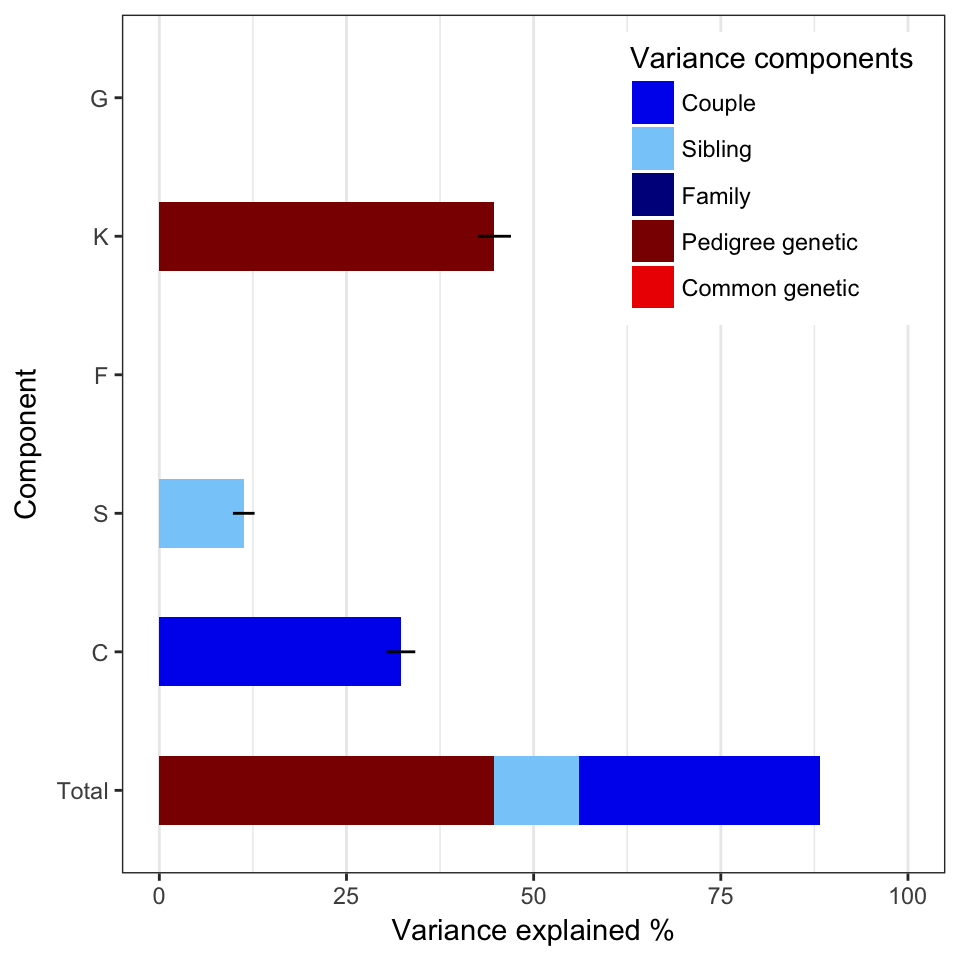 Variance components
Couple
Sibling
Family
Pedigree genetic
Common genetic
Component
G
K
F
S
C
Total
0 25 50 75 100
Variance explained %